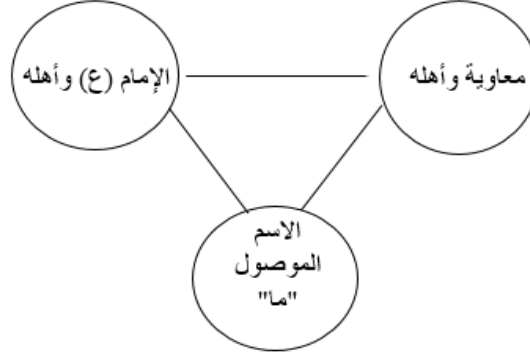 معاوية وأهله
الإمام (ع) وأهله
الاسم
الموصول
"ما"